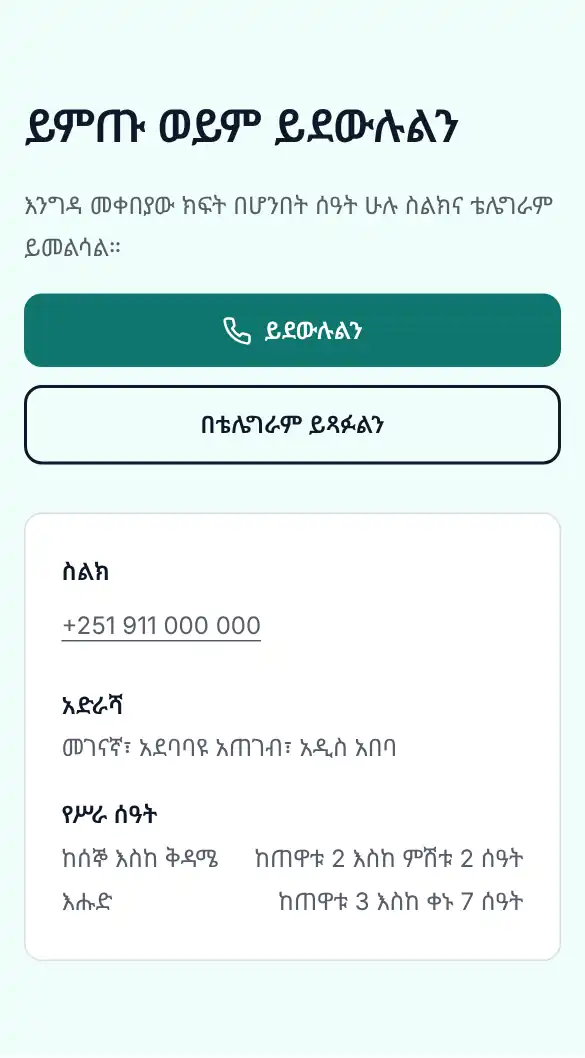 ይምጡ ወይም ይደውሉልን
እንግዳ መቀበያው ክፍት በሆንበት ሰዓት ሁሉ ስልክና ቴሌግራም
ይመልሳል።
ይደውሉልን
በቴሌግራም ይጻፉልን
ስልክ
+251 911 000 000
አድራሻ
መገናኛ፣ አደባባዩ አጠገብ፣ አዲስ አበባ
የሥራ ሰዓት
ከሰኞ እስከ ቅዳሜ ከጠዋቱ 2 እስከ ምሽቱ 2 ሰዓት
እሑድ ከጠዋቱ 3 እስከ ቀኑ 7 ሰዓት